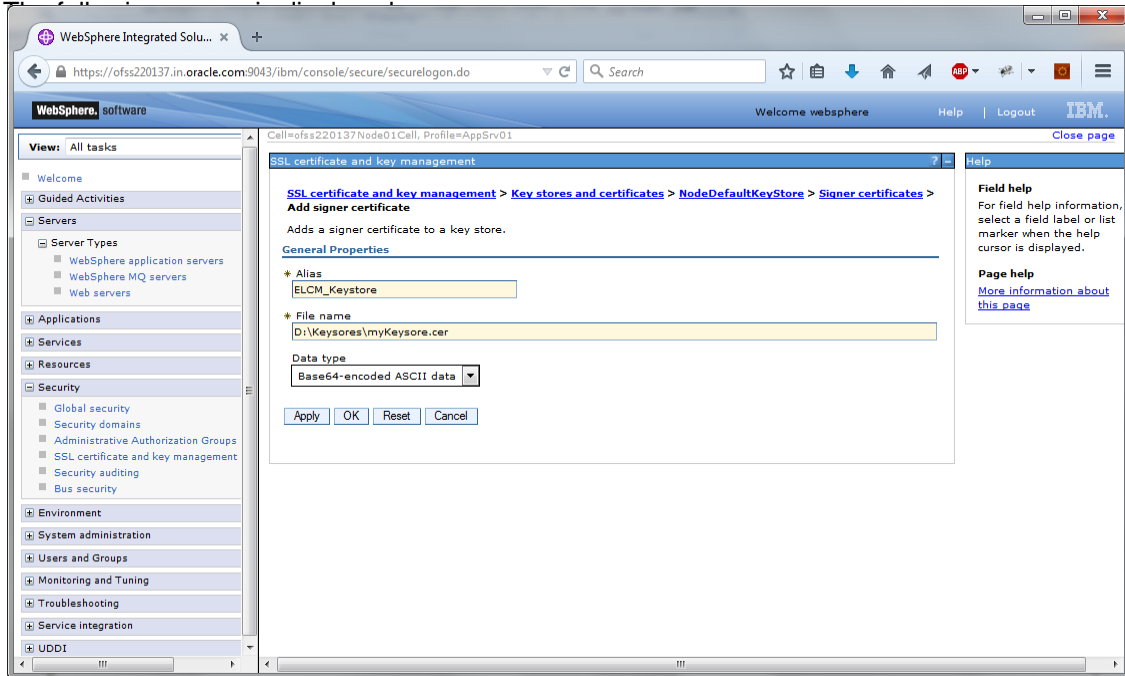 WebSphere Integrated Solu... × +
https://ofss220137.in.oracle.com:9043/ibm/console/secure/securelogon.do Search ABP
WebSphere. software Welcome websphere Help | Logout IBM.
View: All tasks
Cell=ofss220137Node01Cell, Profile=AppSrv01 Close page
Welcome
Guided Activities
Servers
Server Types
WebSphere application servers
WebSphere MQ servers
Web servers
Applications
Services
Resources
Security
Global security
Security domains
Administrative Authorization Groups
SSL certificate and key management
Security auditing
Bus security
Environment
System administration
Users and Groups
Monitoring and Tuning
Troubleshooting
Service integration
UDDI
SSL certificate and key management ? -
SSL certificate and key management > Key stores and certificates > NodeDefaultKeyStore > Signer certificates >
Add signer certificate
Adds a signer certificate to a key store.
General Properties
* Alias
ELCM_Keystore
* File name
D:\Keysores\myKeysore.cer
Data type
Base64-encoded ASCII data
Apply OK Reset Cancel
Help
Field help
For field help information,
select a field label or list
marker when the help
cursor is displayed.
Page help
More information about
this page